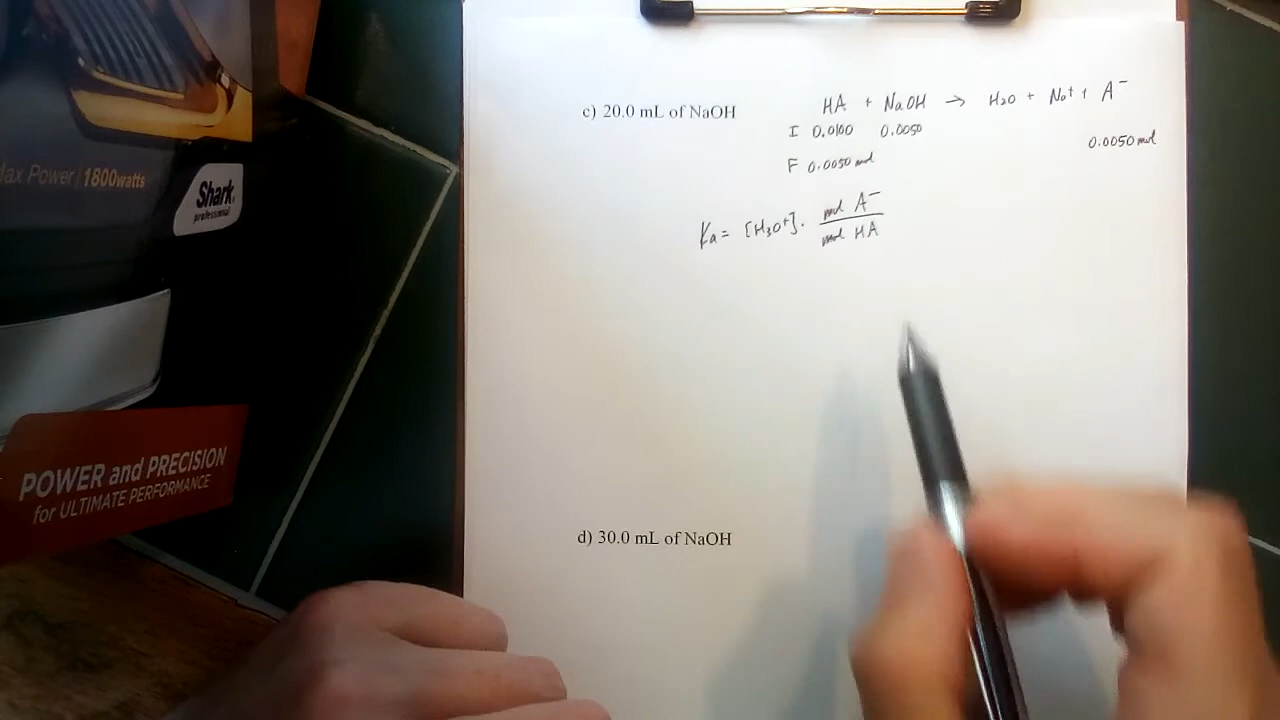 Max Power | 1800watts
Shark
professional
POWER and PRECISION
for ULTIMATE PERFORMANCE
c) 20.0 mL of NaOH
HA + NaOH → H2O + Na+ + A−
I 0.0100 0.0050
0.0050 mol
F 0.0050 mol
Ka = [H3O+] · mol A− / mol HA
d) 30.0 mL of NaOH